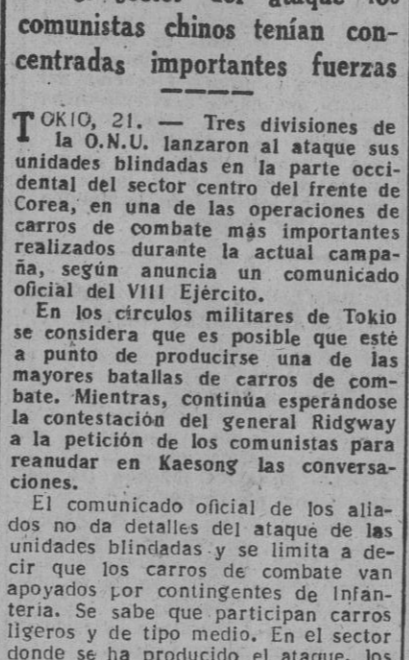 comunistas chinos tenían con-
centradas importantes fuerzas
TOKIO, 21. — Tres divisiones de
la O.N.U. lanzaron al ataque sus
unidades blindadas en la parte occi-
dental del sector centro del frente de
Corea, en una de las operaciones de
carros de combate más importantes
realizados durante la actual campa-
ña, según anuncia un comunicado
oficial del VIII Ejército.
En los círculos militares de Tokio
se considera que es posible que esté
a punto de producirse una de las
mayores batallas de carros de com-
bate. Mientras, continúa esperándose
la contestación del general Ridgway
a la petición de los comunistas para
reanudar en Kaesong las conversa-
ciones.
El comunicado oficial de los alia-
dos no da detalles del ataque de las
unidades blindadas y se limita a de-
cir que los carros de combate van
apoyados por contingentes de Infan-
tería. Se sabe que participan carros
ligeros y de tipo medio. En el sector
donde se ha producido el ataque, los